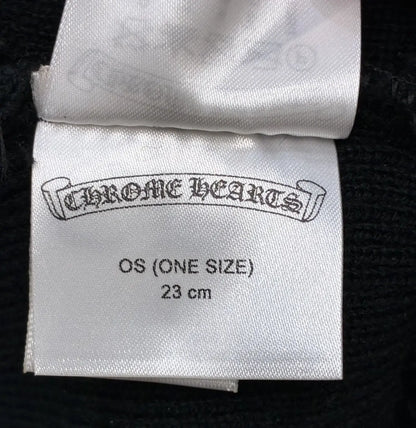 CHROME HEARTS
OS (ONE SIZE)
23 cm